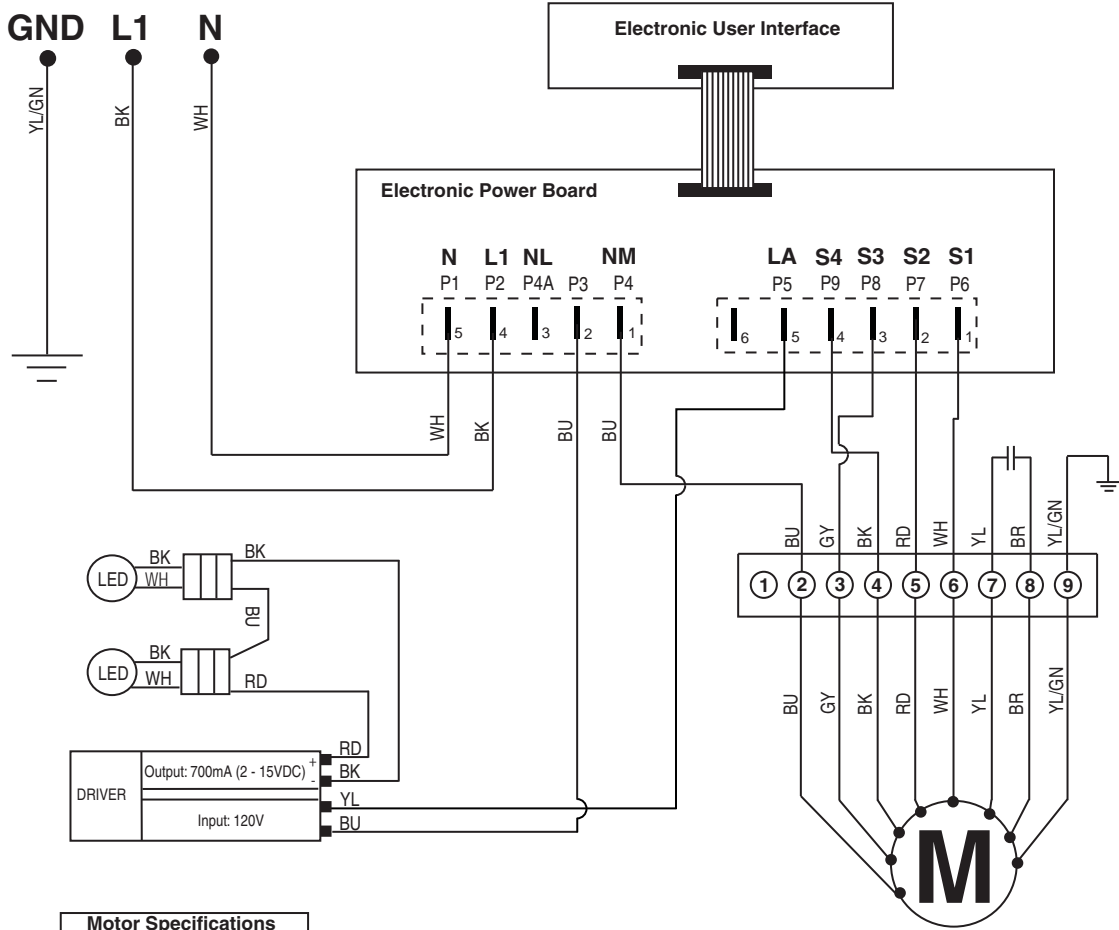 GND L1 N
Electronic User Interface
YL/GN
BK
WH
Electronic Power Board
N L1 NL NM
P1 P2 P4A P3 P4
5 4 3 2 1
LA S4 S3 S2 S1
P5 P9 P8 P7 P6
6 5 4 3 2 1
WH BK BU BU
BU GY BK RD WH YL BR YL/GN
1 2 3 4 5 6 7 8 9
BU GY BK RD WH YL BR YL/GN
M
LED BK WH
BK
BU
LED BK WH
RD
DRIVER
Output: 700mA (2 - 15VDC) + -
Input: 120V
RD
BK
YL
BU
Motor Specifications